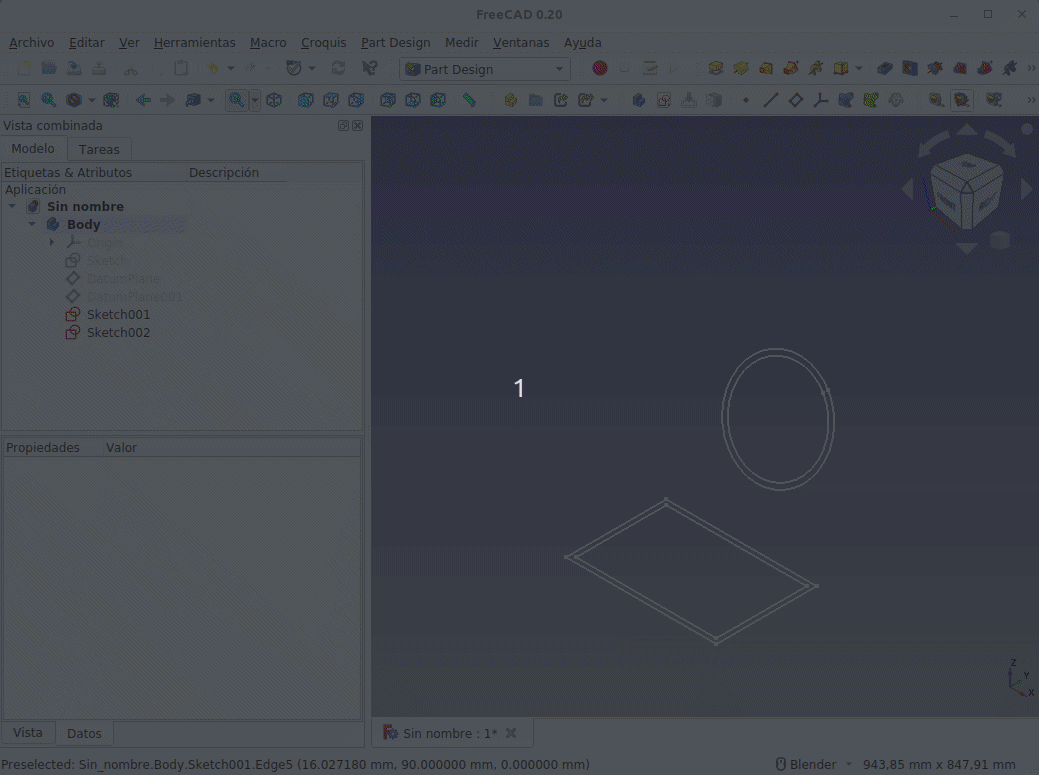 FreeCAD 0.20
Archivo Editar Ver Herramientas Macro Croquis Part Design Medir Ventanas Ayuda
Part Design
Vista combinada
Modelo Tareas
Etiquetas & Atributos Descripción
Aplicación
Sin nombre
Body
Origin
Sketch
DatumPlane
DatumPlane001
Sketch001
Sketch002
1
Propiedades Valor
Z
Y
X
Vista Datos
Sin nombre : 1*
Preselected: Sin_nombre.Body.Sketch001.Edge5 (16.027180 mm, 90.000000 mm, 0.000000 mm)
Blender 943,85 mm x 847,91 mm